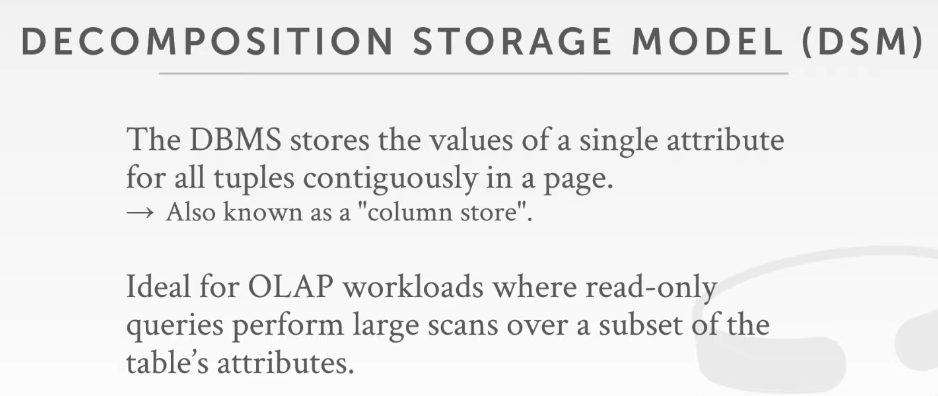 DECOMPOSITION STORAGE MODEL (DSM)
The DBMS stores the values of a single attribute
for all tuples contiguously in a page.
→ Also known as a "column store".
Ideal for OLAP workloads where read-only
queries perform large scans over a subset of the
table’s attributes.